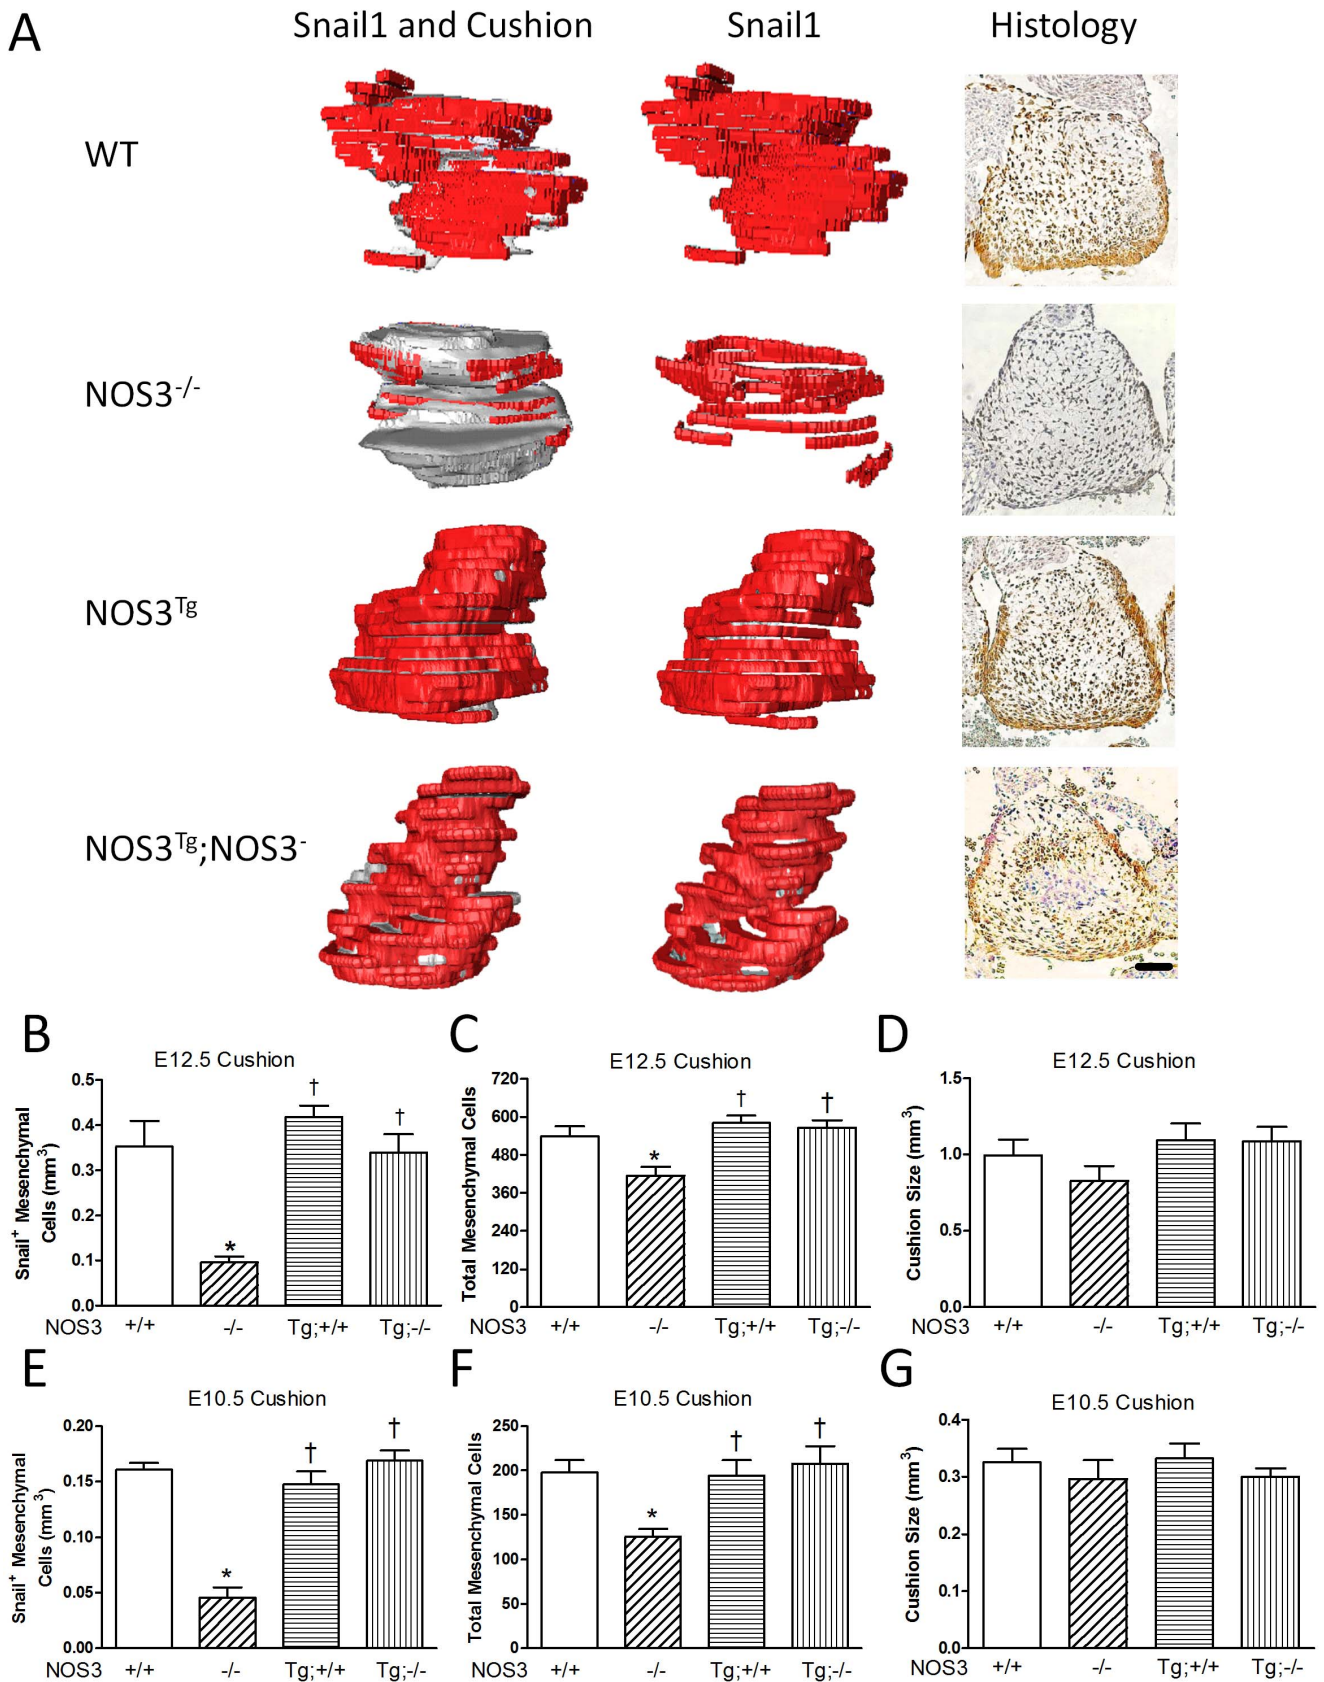 A
Snail1 and Cushion
Snail1
Histology
WT
NOS3-/-
NOS3Tg
NOS3Tg;NOS3-
B
E12.5 Cushion
Snail+ Mesenchymal
Cells (mm3)
0.5
0.4
0.3
0.2
0.1
0.0
NOS3
+/+
-/-
Tg;+/+
Tg;-/-
*
†
†
C
E12.5 Cushion
Total Mesenchymal Cells
720
600
480
360
240
120
0
NOS3
+/+
-/-
Tg;+/+
Tg;-/-
*
†
†
D
E12.5 Cushion
Cushion Size (mm3)
1.5
1.0
0.5
0.0
NOS3
+/+
-/-
Tg;+/+
Tg;-/-
E
E10.5 Cushion
Snail+ Mesenchymal
Cells (mm3)
0.20
0.15
0.10
0.05
0.00
NOS3
+/+
-/-
Tg;+/+
Tg;-/-
*
†
†
F
E10.5 Cushion
Total Mesenchymal Cells
250
200
150
100
50
0
NOS3
+/+
-/-
Tg;+/+
Tg;-/-
*
†
†
G
E10.5 Cushion
Cushion Size (mm3)
0.4
0.3
0.2
0.1
0.0
NOS3
+/+
-/-
Tg;+/+
Tg;-/-